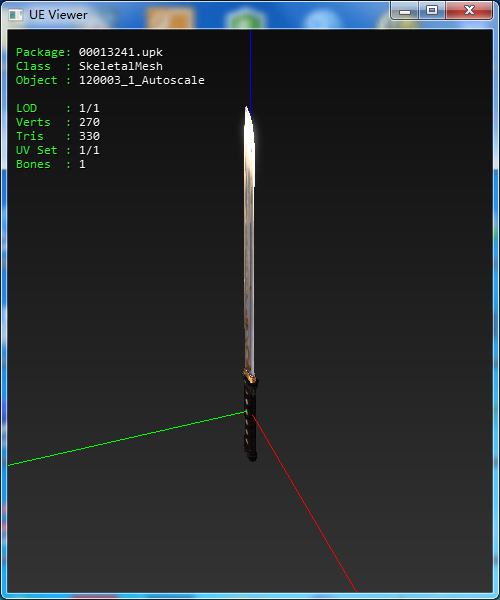 UE Viewer
Package: 00013241.upk
Class  : SkeletalMesh
Object : 120003_1_Autoscale
LOD    : 1/1
Verts  : 270
Tris   : 330
UV Set : 1/1
Bones  : 1